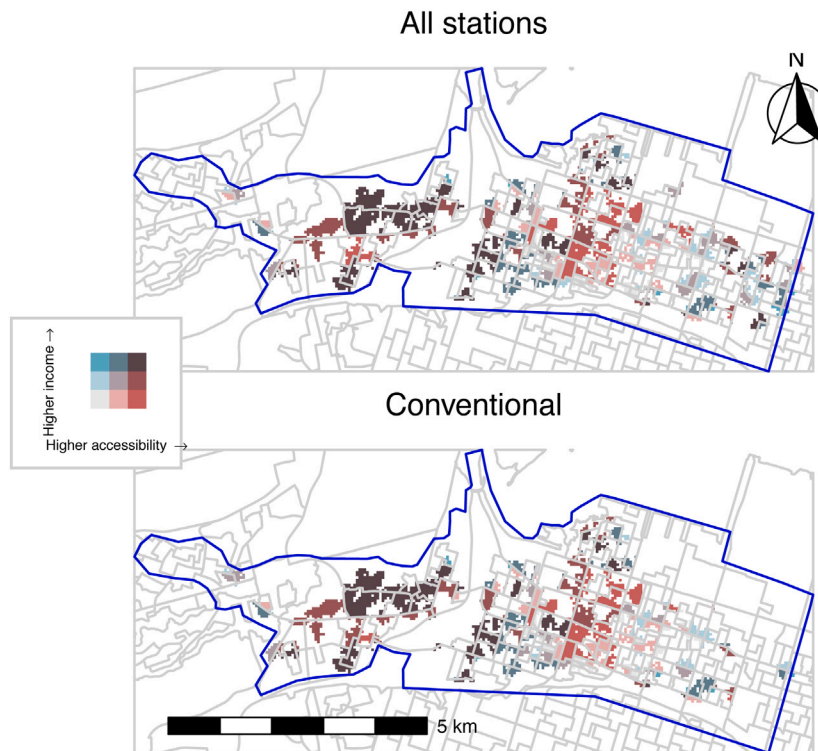 All stations
N
Higher income →
Higher accessibility →
Conventional
5 km